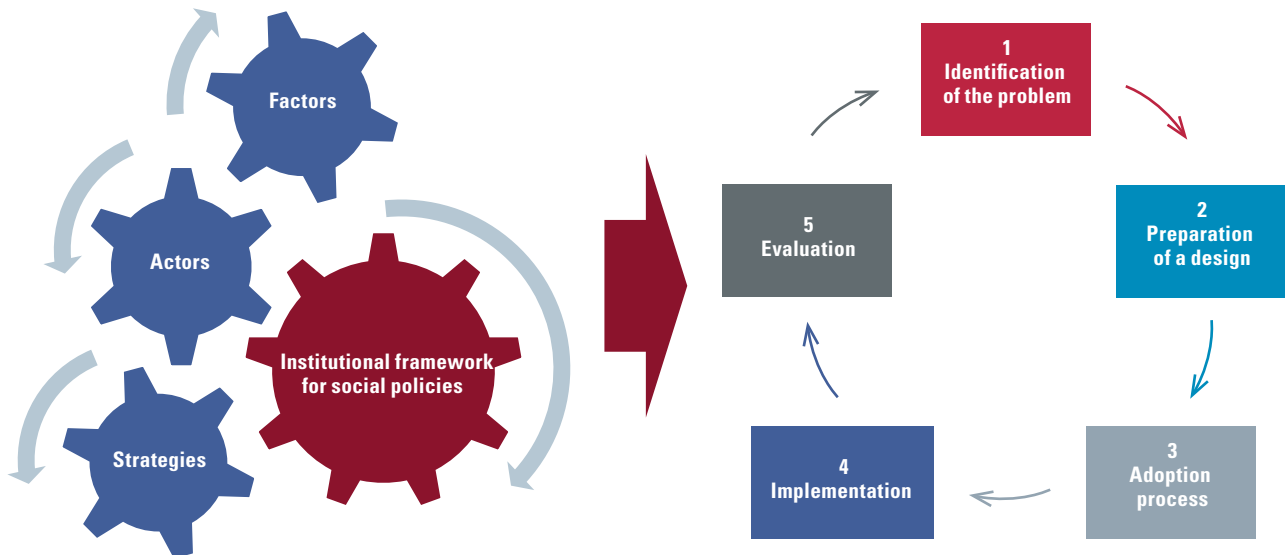 Factors
Actors
Strategies
Institutional framework
for social policies
1
Identification
of the problem
2
Preparation
of a design
3
Adoption
process
4
Implementation
5
Evaluation